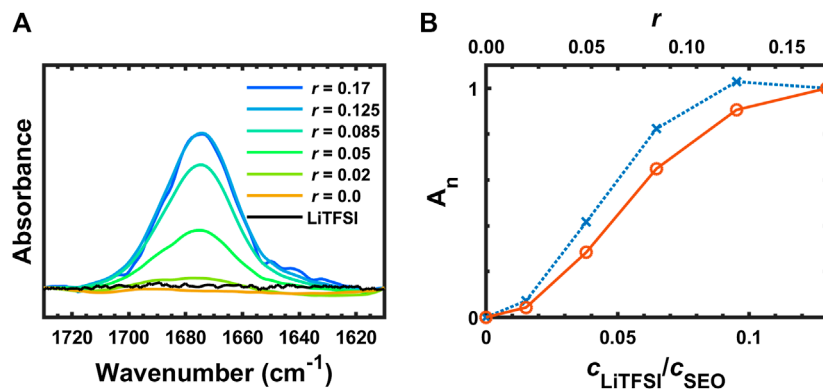 A
Absorbance
r = 0.17
r = 0.125
r = 0.085
r = 0.05
r = 0.02
r = 0.0
LiTFSI
1720 1700 1680 1660 1640 1620
Wavenumber (cm⁻¹)
B
r
0.00 0.05 0.10 0.15
1
Aₙ
0
0 0.05 0.1
c_LiTFSI/c_SEO